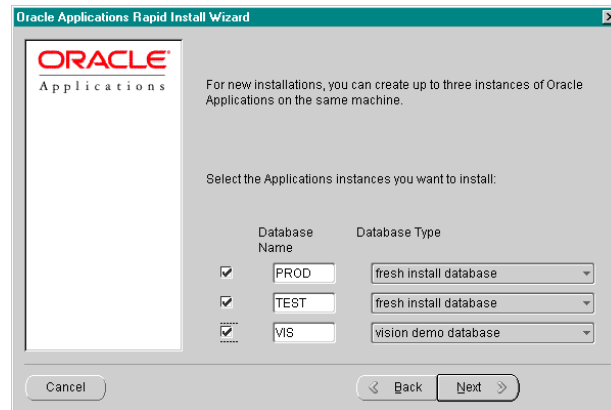 Oracle Applications Rapid Install Wizard
ORACLE
Applications
For new installations, you can create up to three instances of Oracle
Applications on the same machine.
Select the Applications instances you want to install:
Database Name
Database Type
PROD
fresh install database
TEST
fresh install database
VIS
vision demo database
Cancel
Back
Next